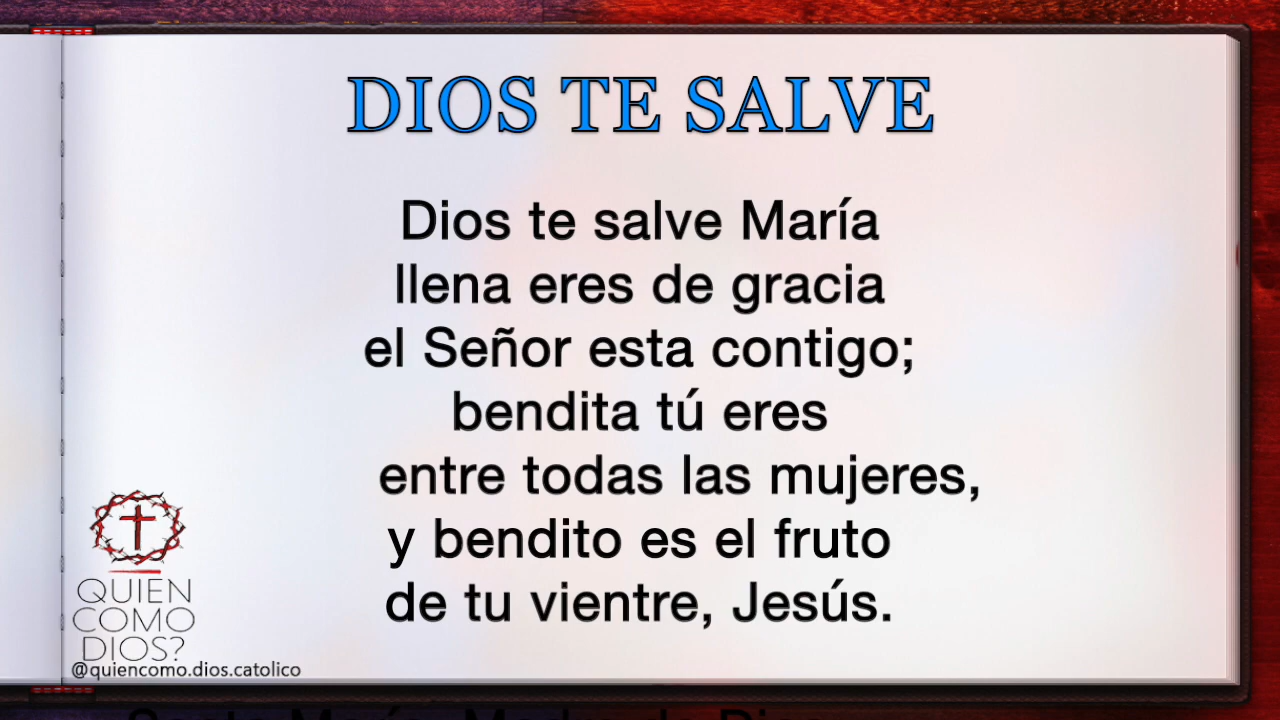 DIOS TE SALVE
Dios te salve María
llena eres de gracia
el Señor esta contigo;
bendita tú eres
entre todas las mujeres,
y bendito es el fruto
de tu vientre, Jesús.
QUIEN
COMO
DIOS?
@quiencomo.dios.catolico